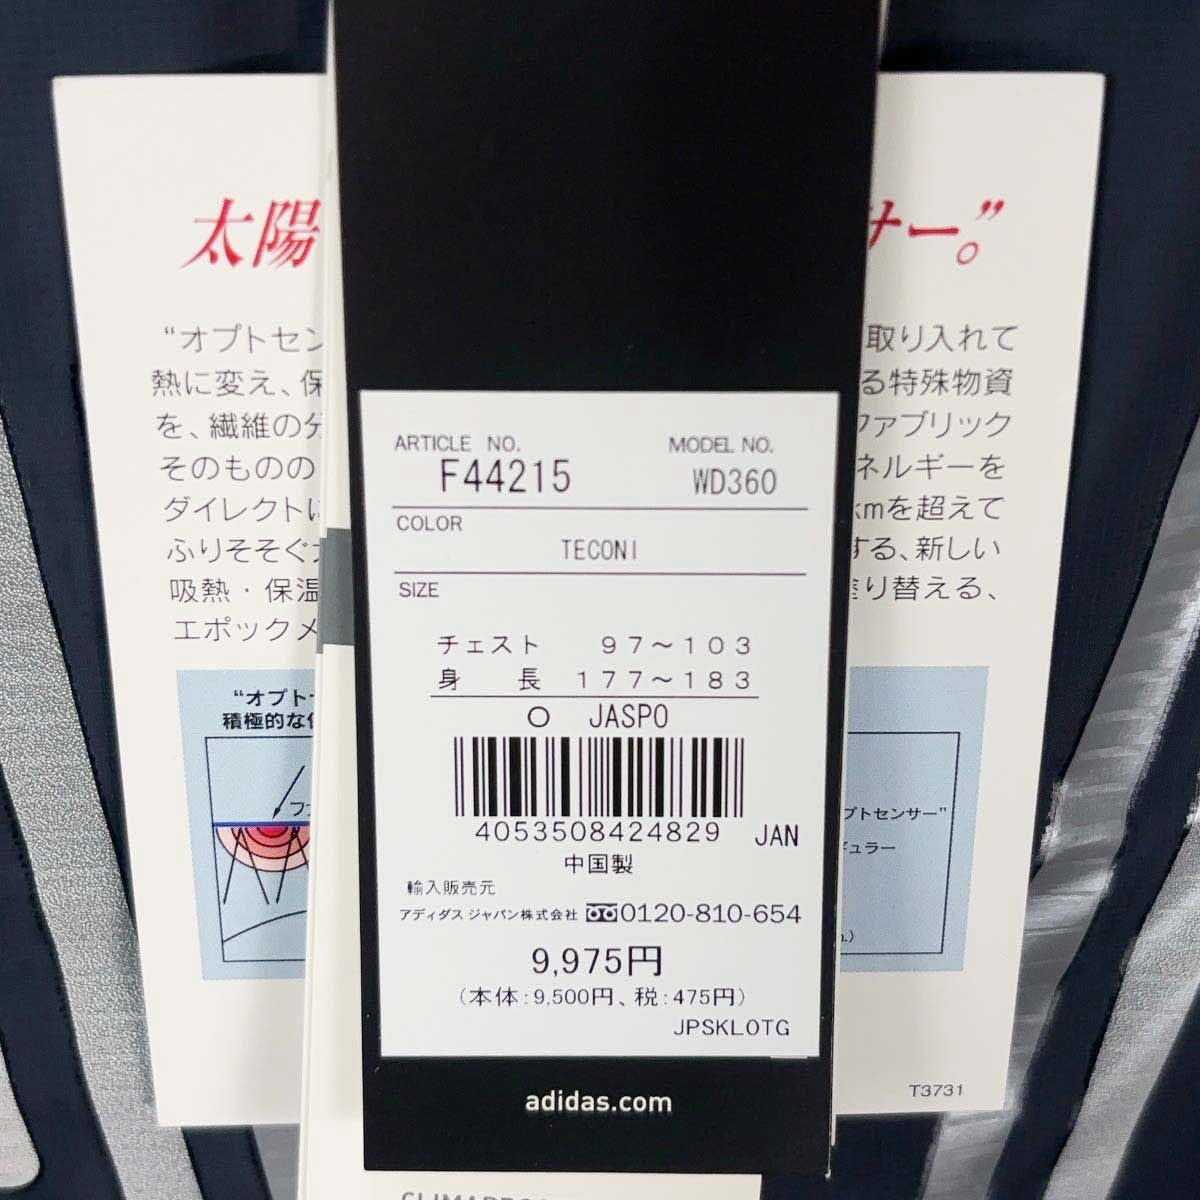 太陽 サー。”
“オプトセン 取り入れて
熱に変え、保 る特殊物資
を、繊維の分 ファブリック
そのものの ネルギーを
ダイレクトに kmを超えて
ふりそそぐ する、新しい
吸熱・保温 塗り替える、
エポックメ
“オプト
積極的な
フ
プトセンサー”
ギュラー
ARTICLE NO. MODEL NO.
F44215 WD360
COLOR
TECONI
SIZE
チェスト 97～103
身長 177～183
○ JASPO
4053508424829 JAN
中国製
輸入販売元
アディダス ジャパン株式会社 0120-810-654
9,975円
(本体:9,500円、税:475円)
JPSKLOTG
adidas.com
T3731